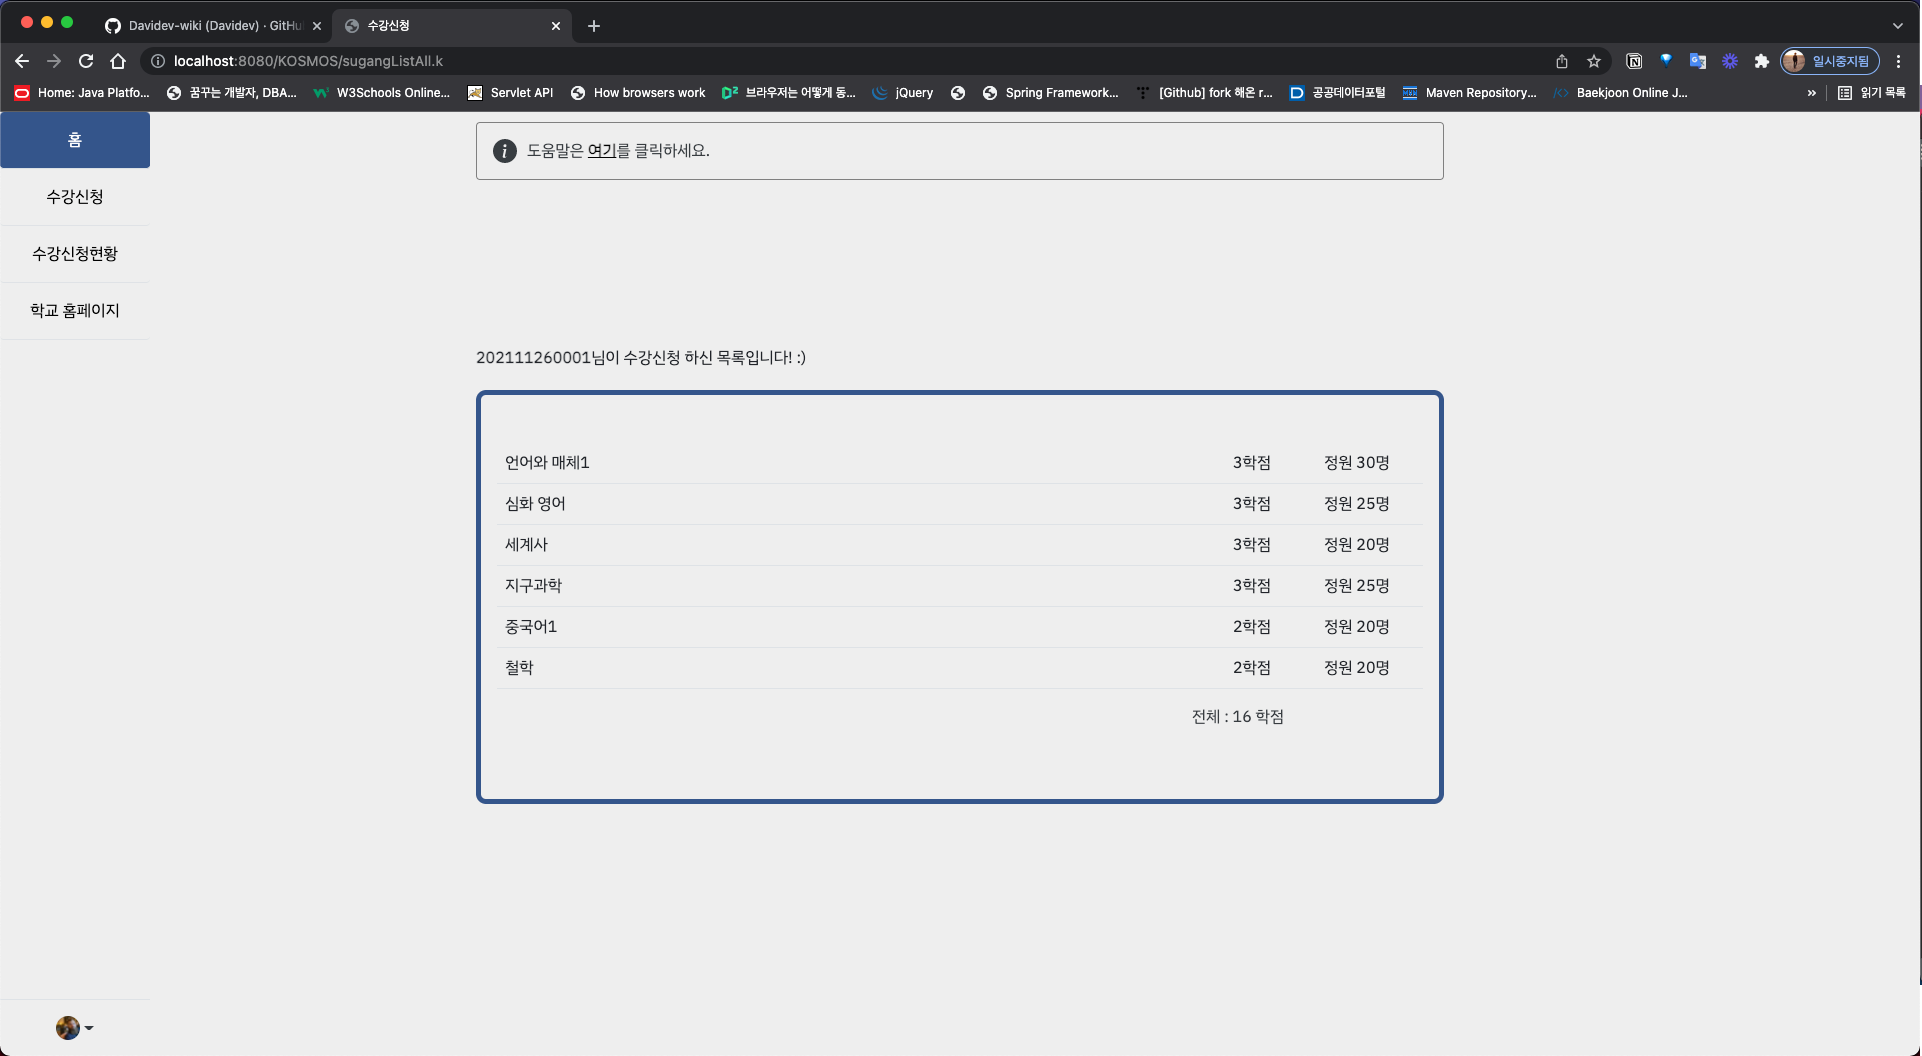 Davidev-wiki (Davidev) · GitHu
수강신청
localhost:8080/KOSMOS/sugangListAll.k
일시중지됨
Home: Java Platfo...
꿈꾸는 개발자, DBA...
W3Schools Online...
Servlet API
How browsers work
브라우저는 어떻게 동...
jQuery
Spring Framework...
[Github] fork 해온 r...
공공데이터포털
Maven Repository...
Baekjoon Online J...
»
읽기 목록
홈
수강신청
수강신청현황
학교 홈페이지
도움말은 여기를 클릭하세요.
202111260001님이 수강신청 하신 목록입니다! :)
언어와 매체1 3학점 정원 30명
심화 영어 3학점 정원 25명
세계사 3학점 정원 20명
지구과학 3학점 정원 25명
중국어1 2학점 정원 20명
철학 2학점 정원 20명
전체 : 16 학점